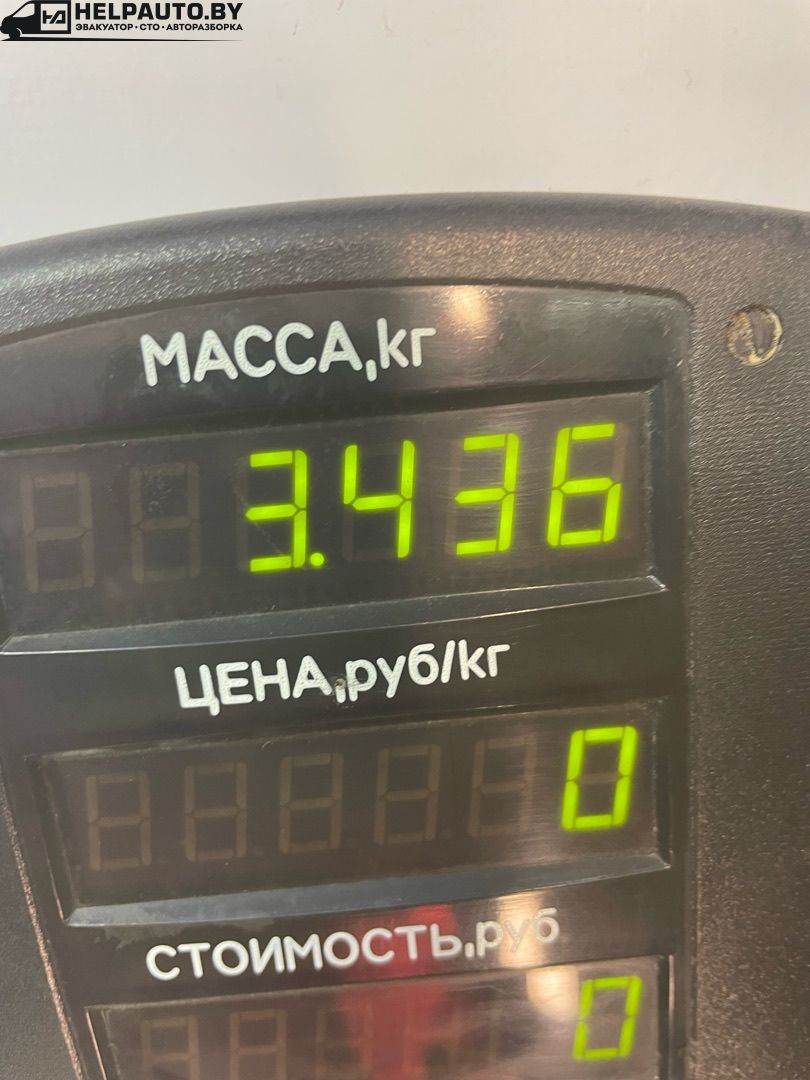 HELPAUTO.BY
ЭВАКУАТОР • СТО • АВТОРАЗБОРКА
МАССА,кг
3.436
ЦЕНА,руб/кг
0
СТОИМОСТЬ,руб
0